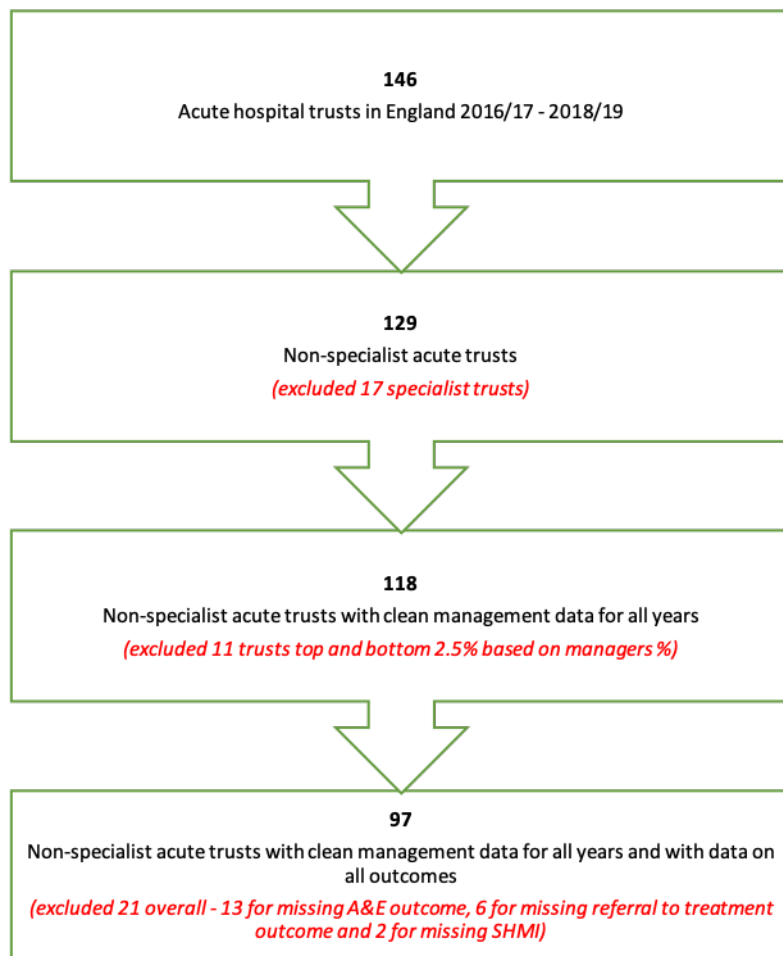 146
Acute hospital trusts in England 2016/17 - 2018/19
129
Non-specialist acute trusts
(excluded 17 specialist trusts)
118
Non-specialist acute trusts with clean management data for all years
(excluded 11 trusts top and bottom 2.5% based on managers %)
97
Non-specialist acute trusts with clean management data for all years and with data on
all outcomes
(excluded 21 overall - 13 for missing A&E outcome, 6 for missing referral to treatment
outcome and 2 for missing SHMI)